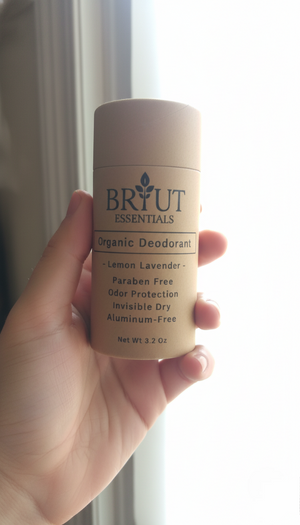 BRYUT
ESSENTIALS
Organic Deodorant
- Lemon Lavender -
Paraben Free
Odor Protection
Invisible Dry
Aluminum-Free
Net Wt 3.2 Oz